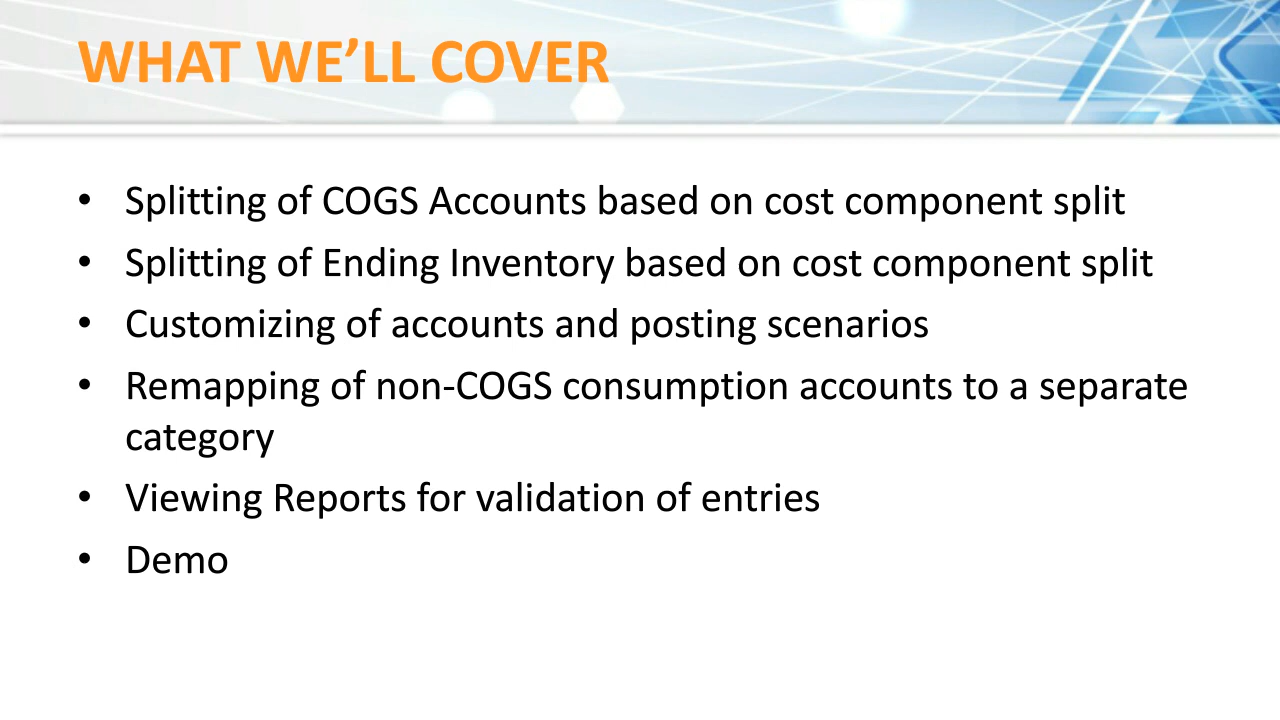 WHAT WE’LL COVER
• Splitting of COGS Accounts based on cost component split
• Splitting of Ending Inventory based on cost component split
• Customizing of accounts and posting scenarios
• Remapping of non-COGS consumption accounts to a separate
category
• Viewing Reports for validation of entries
• Demo